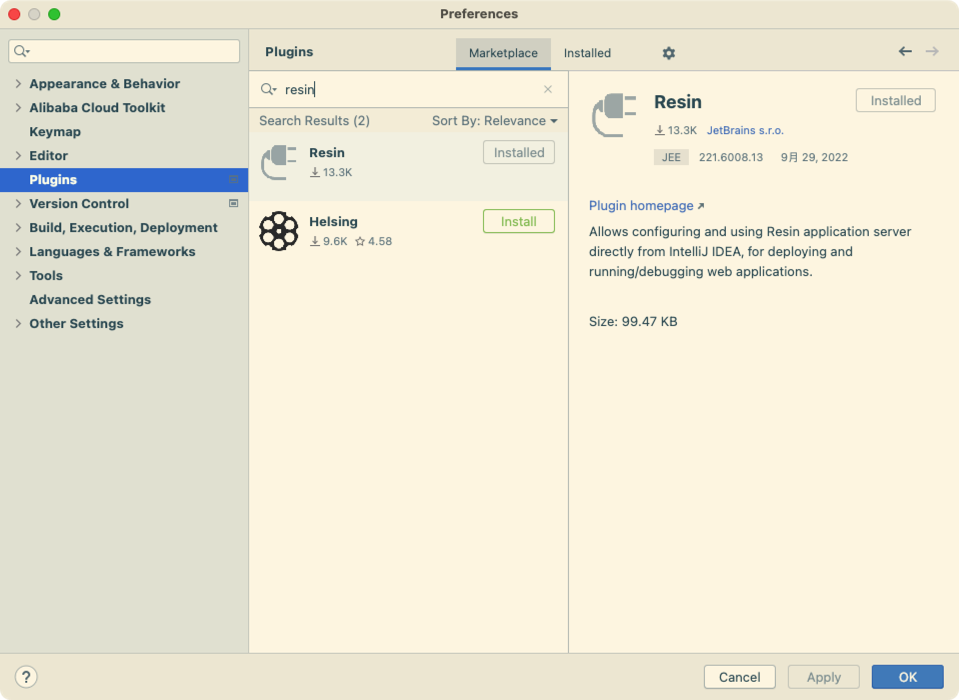 Preferences
Plugins
Marketplace
Installed
Appearance & Behavior
Alibaba Cloud Toolkit
Keymap
Editor
Plugins
Version Control
Build, Execution, Deployment
Languages & Frameworks
Tools
Advanced Settings
Other Settings
resin
Search Results (2)
Sort By: Relevance
Resin
13.3K
Installed
Helsing
9.6K 4.58
Install
Resin
Installed
13.3K JetBrains s.r.o.
JEE 221.6008.13 9月 29, 2022
Plugin homepage ↗
Allows configuring and using Resin application server
directly from IntelliJ IDEA, for deploying and
running/debugging web applications.
Size: 99.47 KB
?
Cancel
Apply
OK